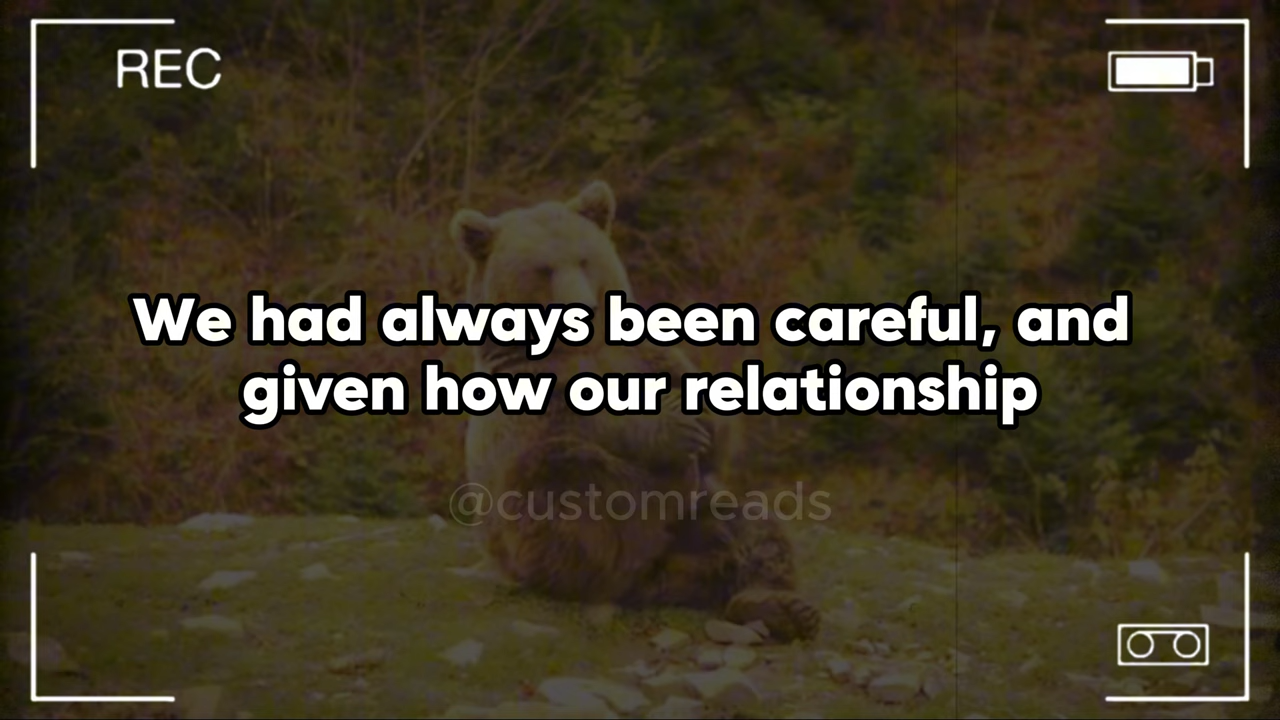 REC
We had always been careful, and
given how our relationship
@customreads